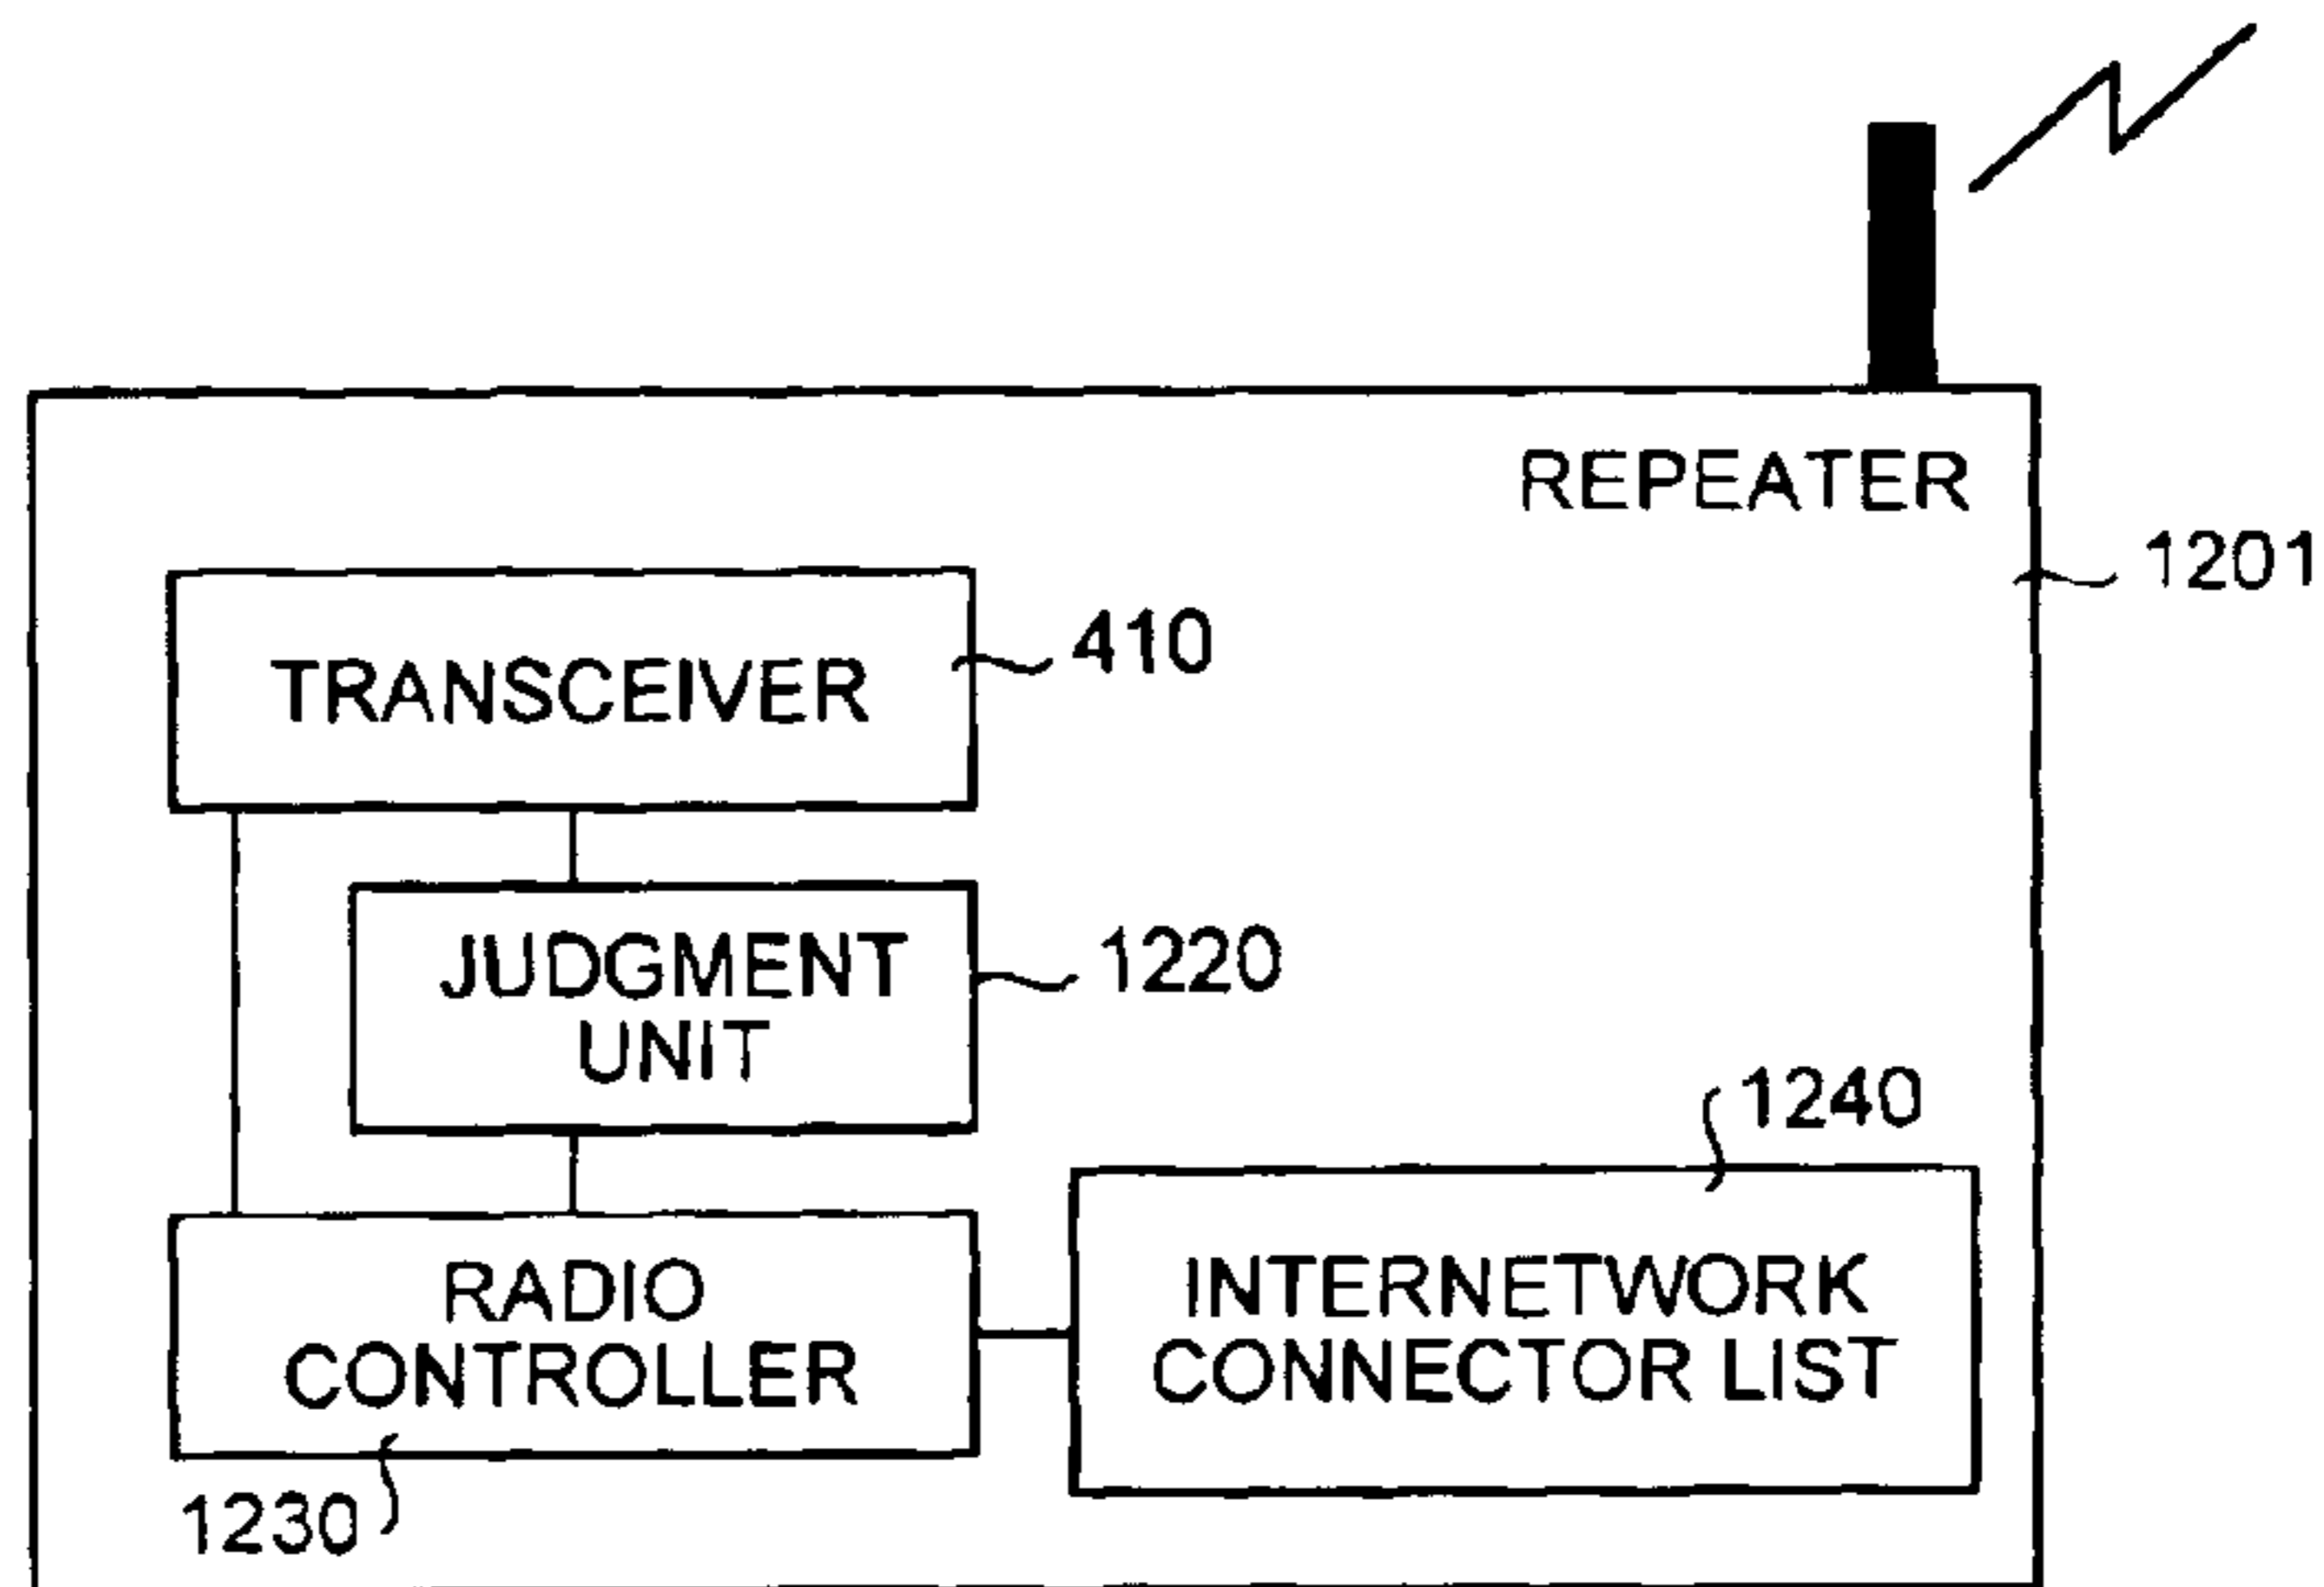 REPEATER
1201
TRANSCEIVER
410
JUDGMENT
UNIT
1220
1240
RADIO
CONTROLLER
INTERNETWORK
CONNECTOR LIST
1230